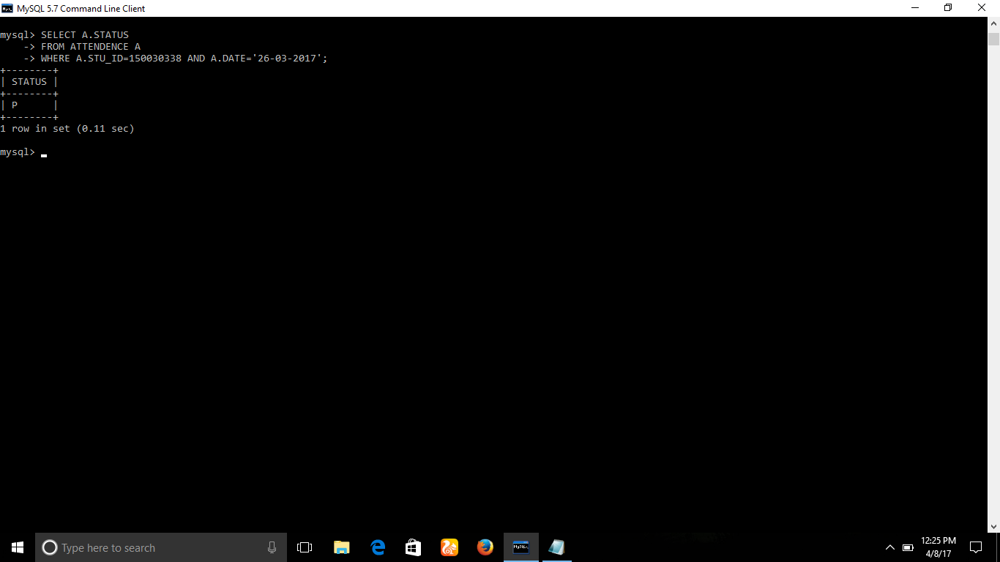 MySQL 5.7 Command Line Client
mysql> SELECT A.STATUS
    -> FROM ATTENDENCE A
    -> WHERE A.STU_ID=150030338 AND A.DATE='26-03-2017';
+--------+
| STATUS |
+--------+
| P      |
+--------+
1 row in set (0.11 sec)
mysql>
Type here to search
12:25 PM
4/8/17